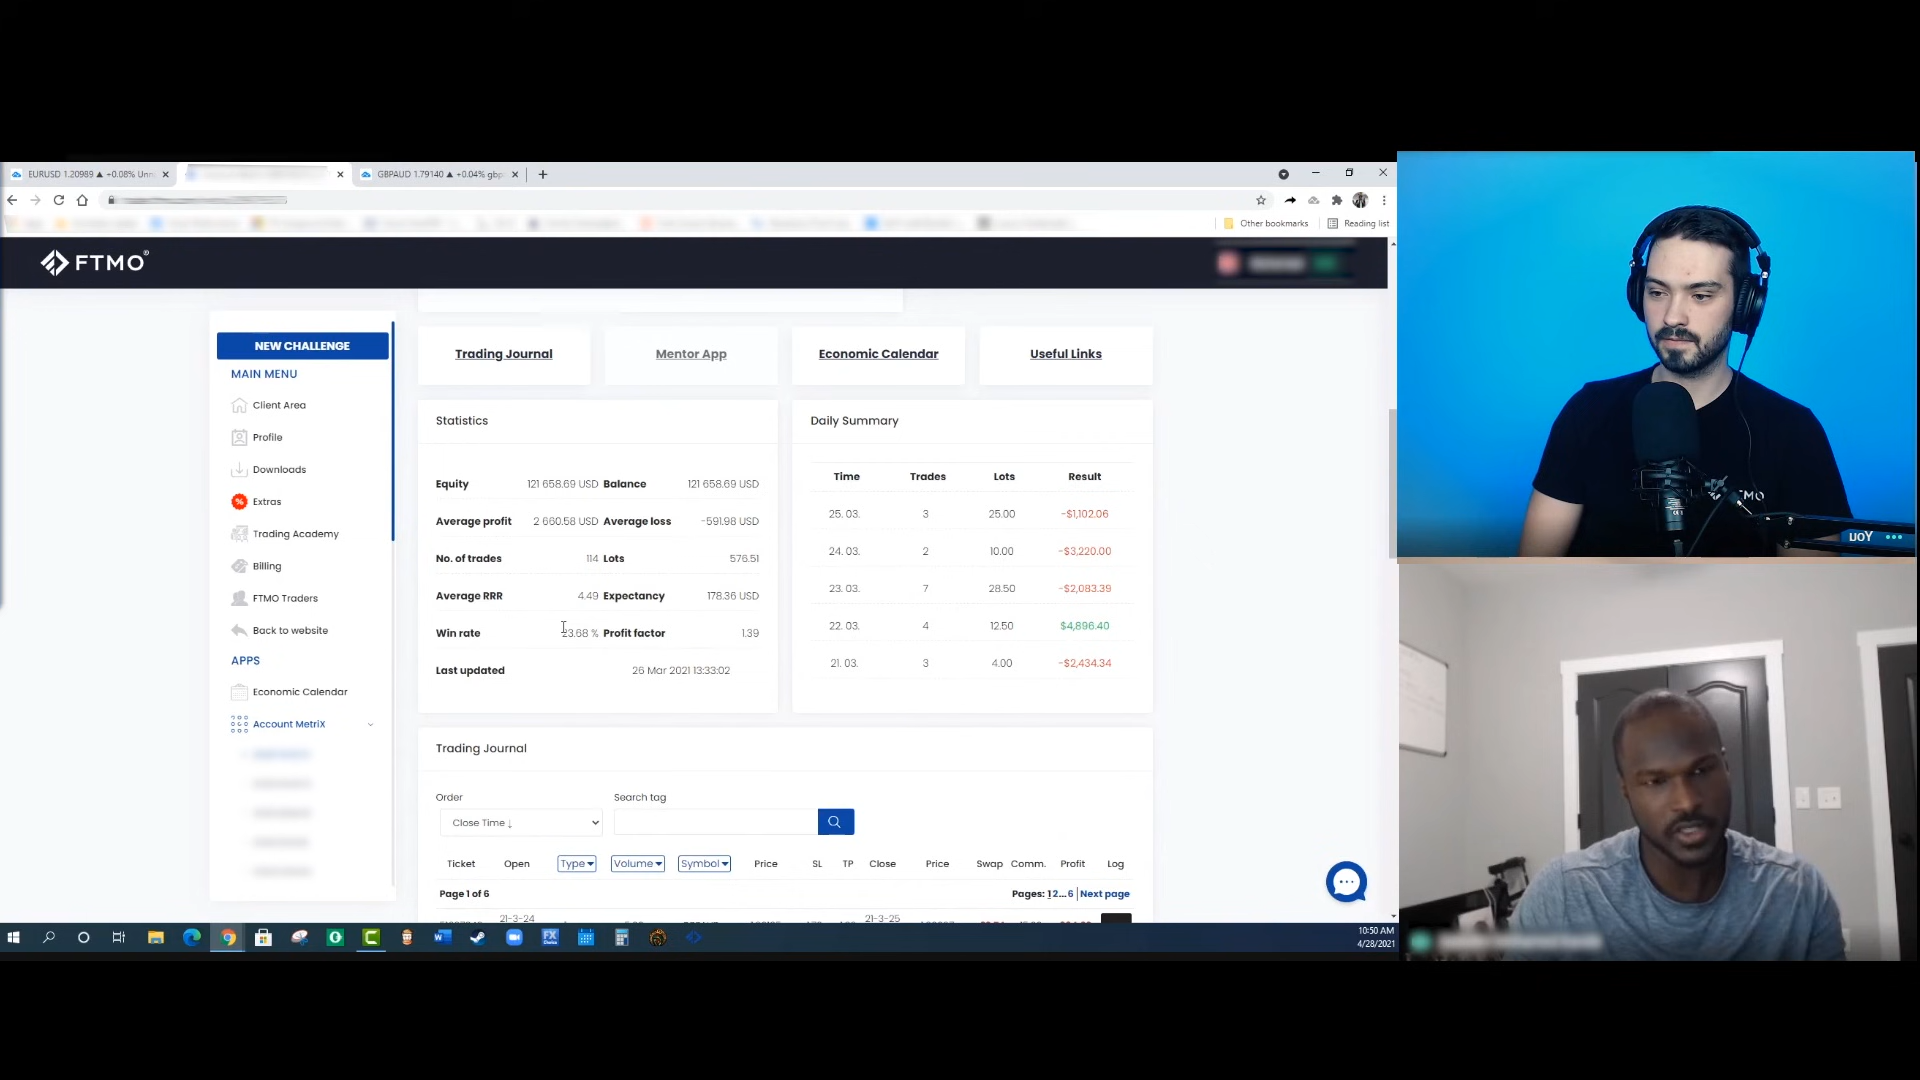 EURUSD 1.20989 ▲ +0.08% Unn
GBPAUD 1.79140 ▲ +0.04% gbp
Other bookmarks
Reading list
FTMO®
NEW CHALLENGE
MAIN MENU
Client Area
Profile
Downloads
Extras
Trading Academy
Billing
FTMO Traders
Back to website
APPS
Economic Calendar
Account MetriX
Trading Journal
Mentor App
Economic Calendar
Useful Links
Statistics
Equity 121 658.69 USD Balance 121 658.69 USD
Average profit 2 660.58 USD Average loss -591.98 USD
No. of trades 114 Lots 576.51
Average RRR 4.49 Expectancy 178.36 USD
Win rate 23.68 % Profit factor 1.39
Last updated 26 Mar 2021 13:33:02
Daily Summary
Time Trades Lots Result
25. 03. 3 25.00 -$1,102.06
24. 03. 2 10.00 -$3,220.00
23. 03. 7 28.50 -$2,083.39
22. 03. 4 12.50 $4,896.40
21. 03. 3 4.00 -$2,434.34
Trading Journal
Order
Search tag
Close Time ↓
Ticket Open Type Volume Symbol Price SL TP Close Price Swap Comm. Profit Log
Page 1 of 6
Pages: 1 2 ... 6 | Next page
21-3-24
21-3-25
10:50 AM
4/28/2021